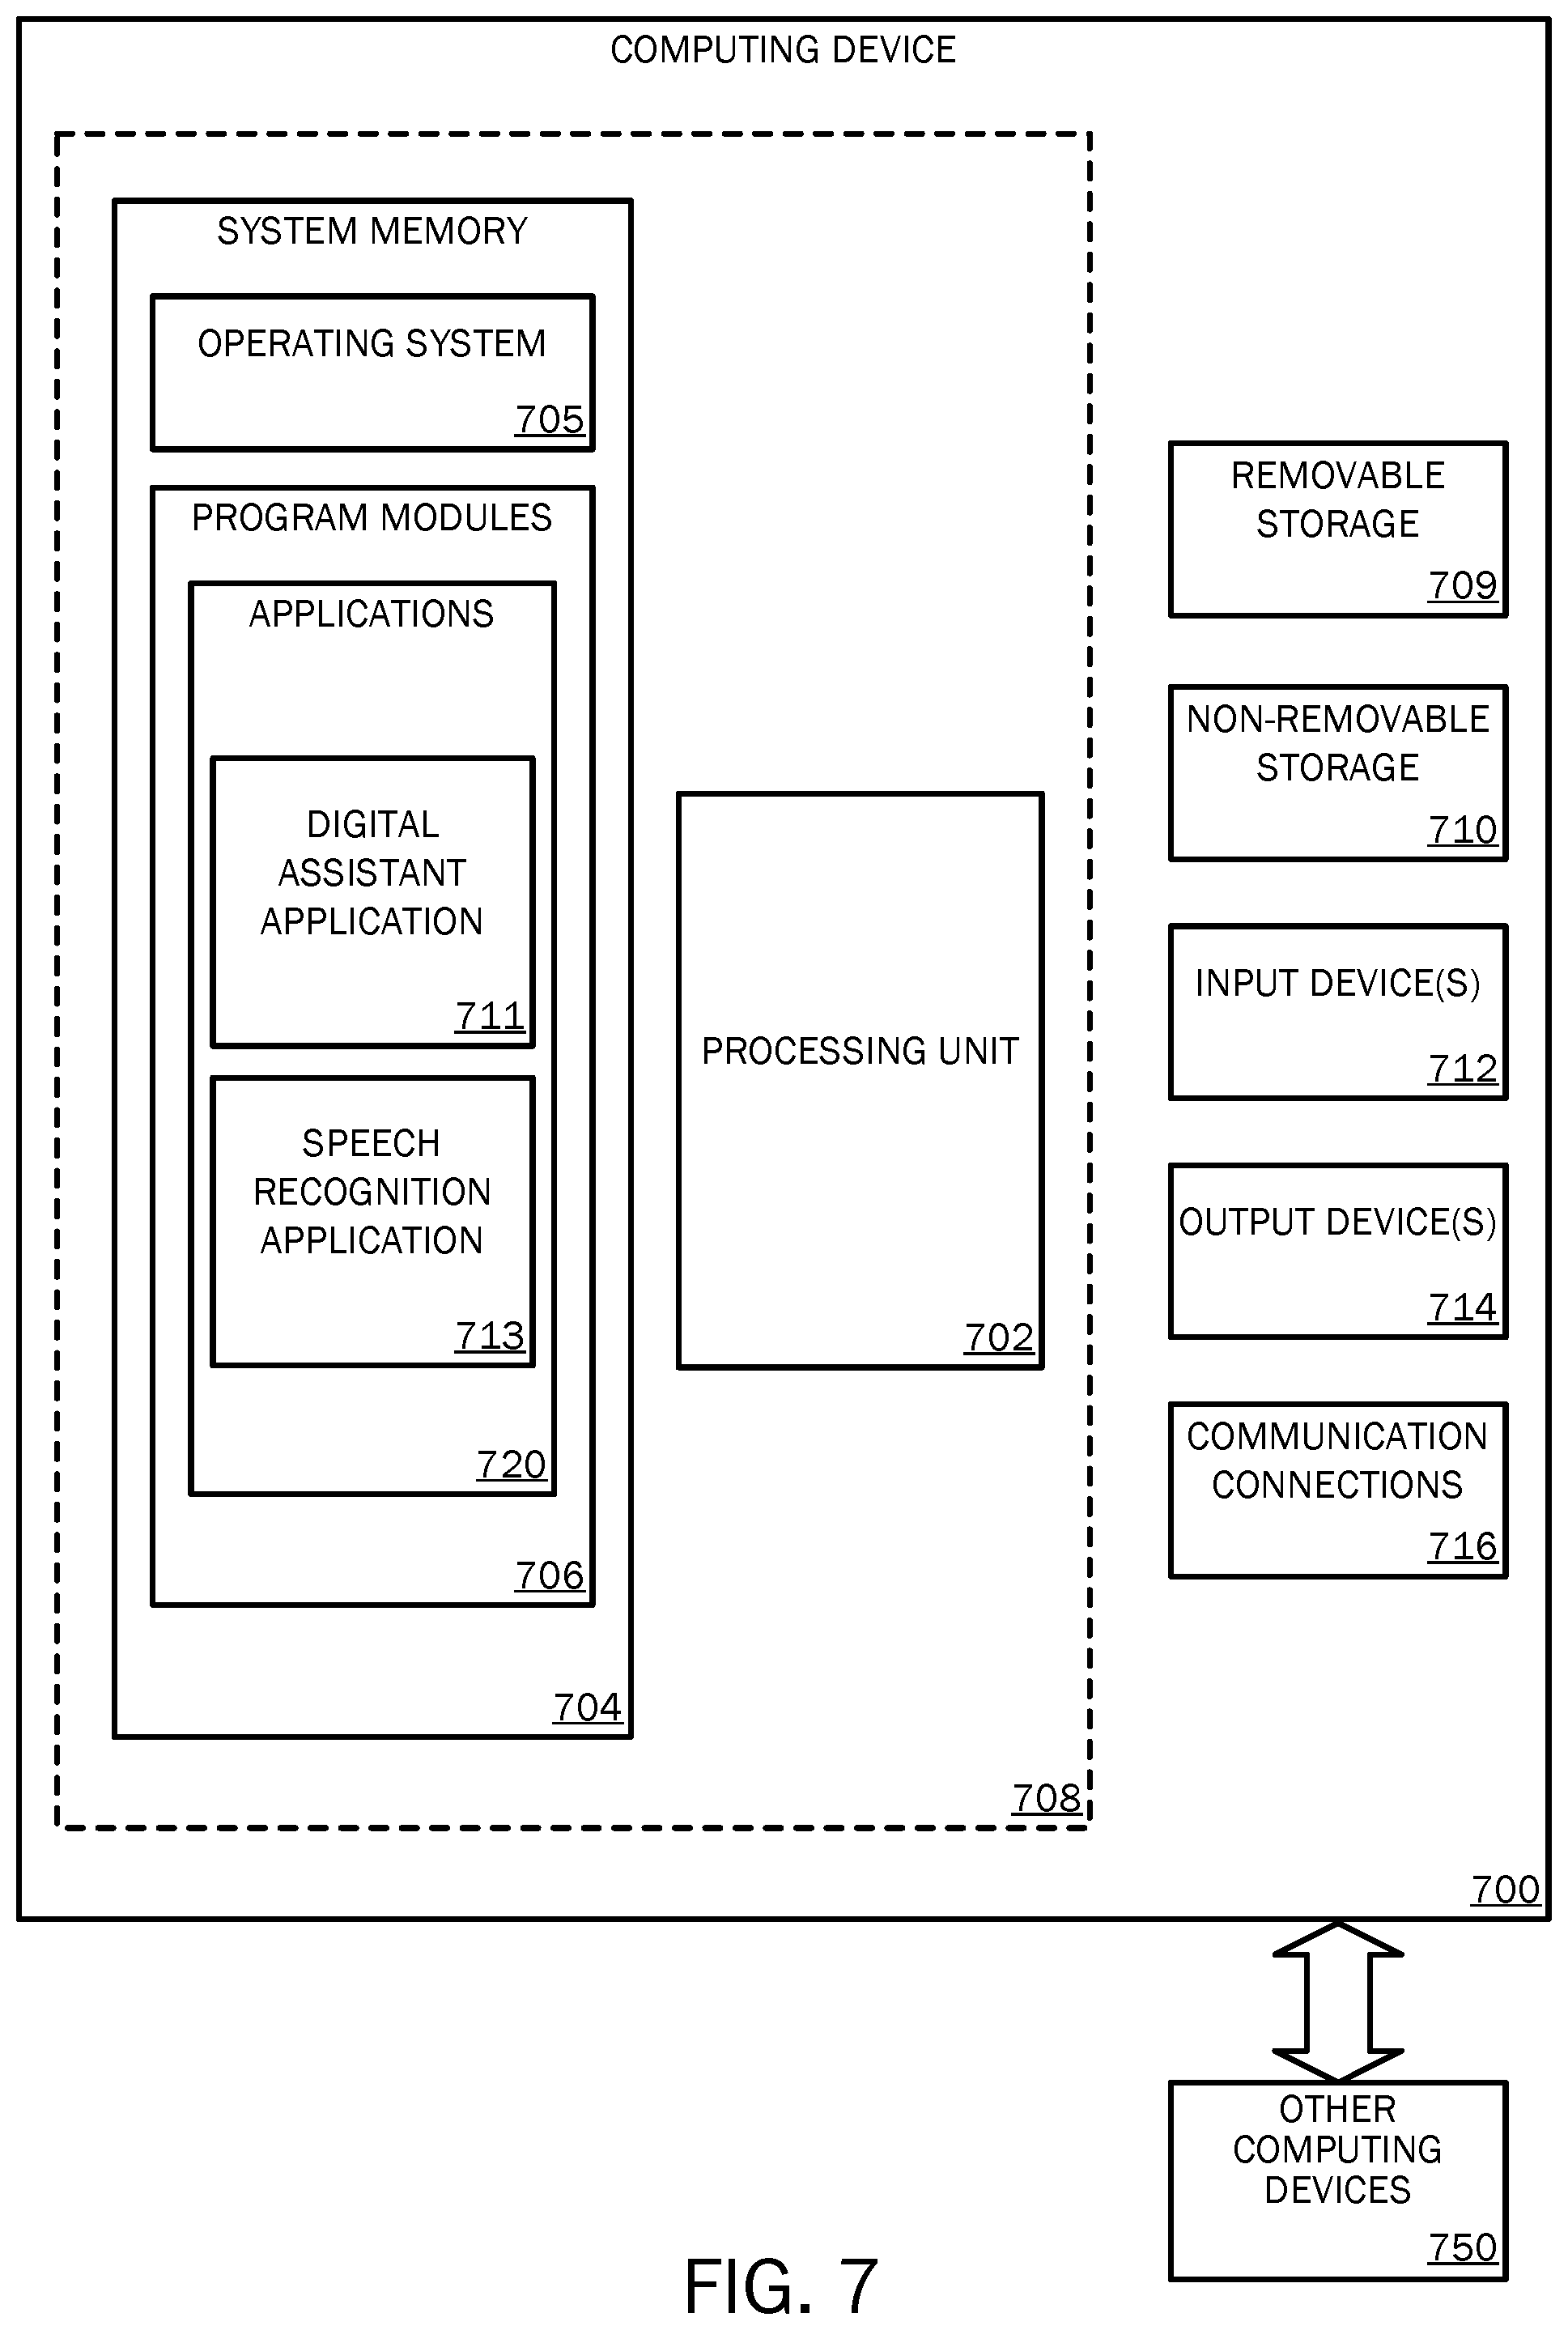 COMPUTING DEVICE
SYSTEM MEMORY
OPERATING SYSTEM
705
PROGRAM MODULES
APPLICATIONS
DIGITAL
ASSISTANT
APPLICATION
711
SPEECH
RECOGNITION
APPLICATION
713
720
706
704
PROCESSING UNIT
702
708
REMOVABLE
STORAGE
709
NON-REMOVABLE
STORAGE
710
INPUT DEVICE(S)
712
OUTPUT DEVICE(S)
714
COMMUNICATION
CONNECTIONS
716
700
OTHER
COMPUTING
DEVICES
750
FIG. 7